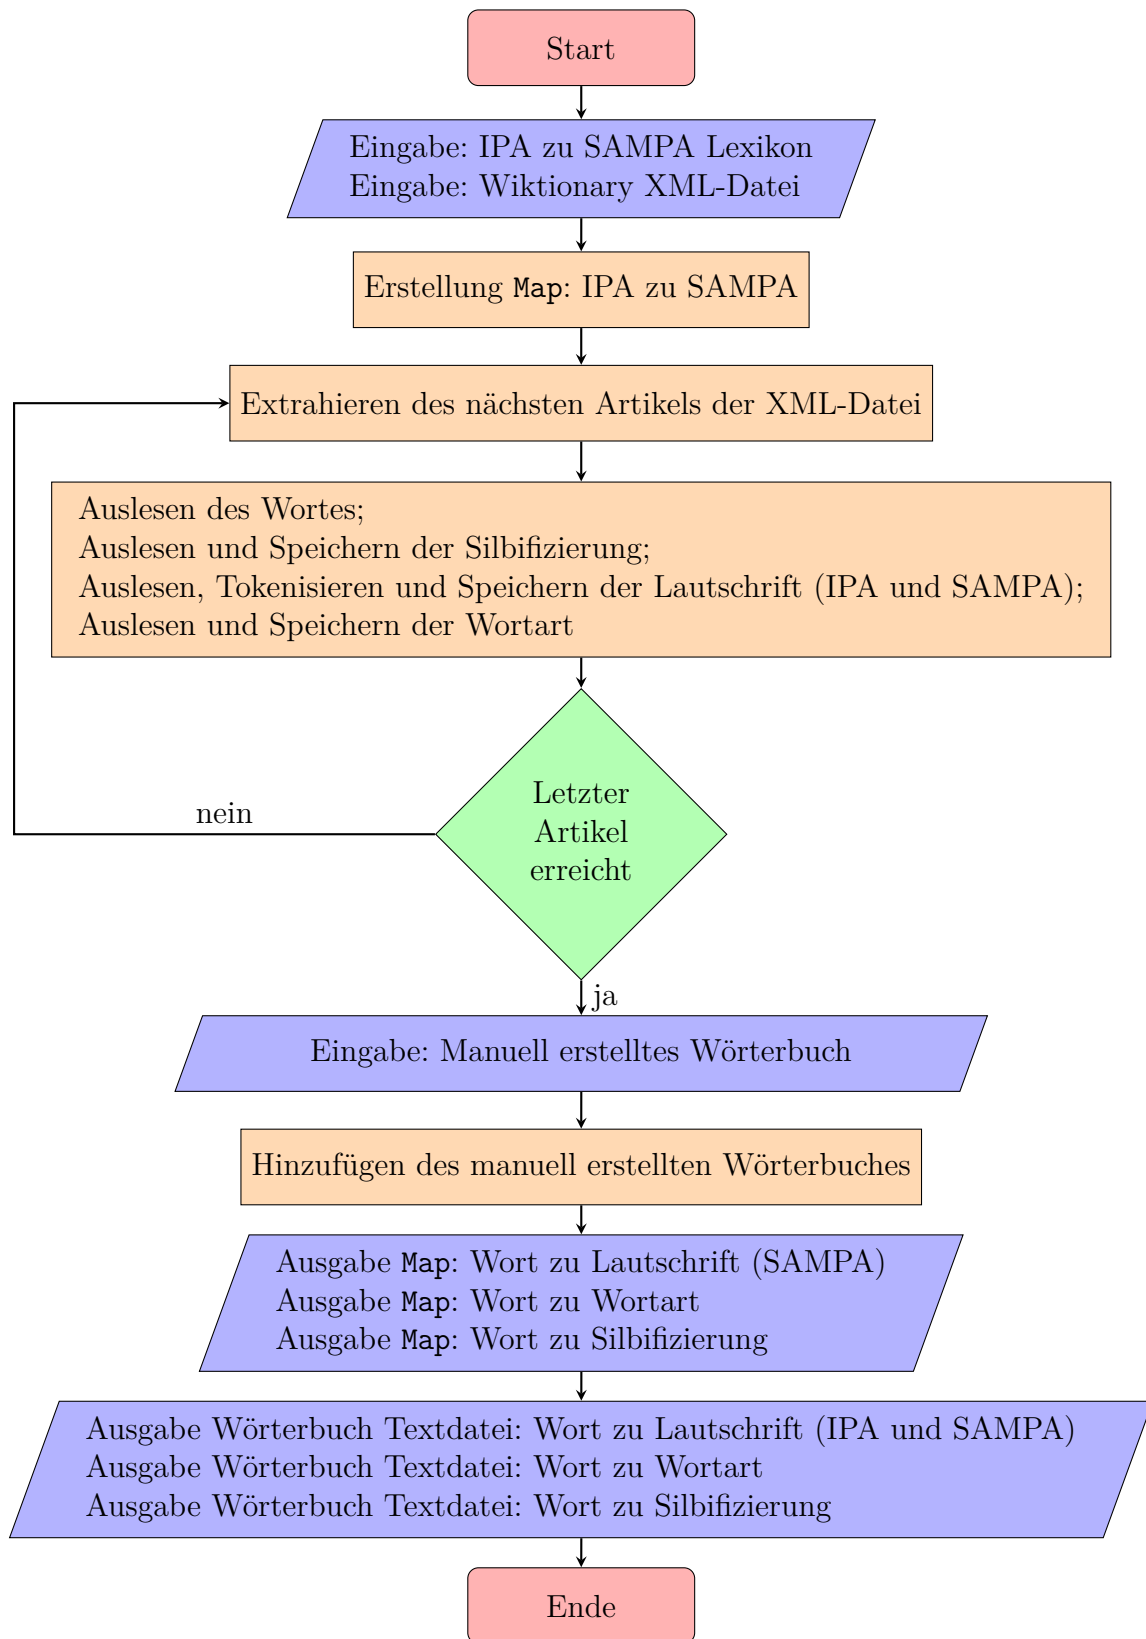 Start
Eingabe: IPA zu SAMPA Lexikon
Eingabe: Wiktionary XML-Datei
Erstellung Map: IPA zu SAMPA
Extrahieren des nächsten Artikels der XML-Datei
Auslesen des Wortes;
Auslesen und Speichern der Silbifizierung;
Auslesen, Tokenisieren und Speichern der Lautschrift (IPA und SAMPA);
Auslesen und Speichern der Wortart
Letzter
Artikel
erreicht
nein
ja
Eingabe: Manuell erstelltes Wörterbuch
Hinzufügen des manuell erstellten Wörterbuches
Ausgabe Map: Wort zu Lautschrift (SAMPA)
Ausgabe Map: Wort zu Wortart
Ausgabe Map: Wort zu Silbifizierung
Ausgabe Wörterbuch Textdatei: Wort zu Lautschrift (IPA und SAMPA)
Ausgabe Wörterbuch Textdatei: Wort zu Wortart
Ausgabe Wörterbuch Textdatei: Wort zu Silbifizierung
Ende